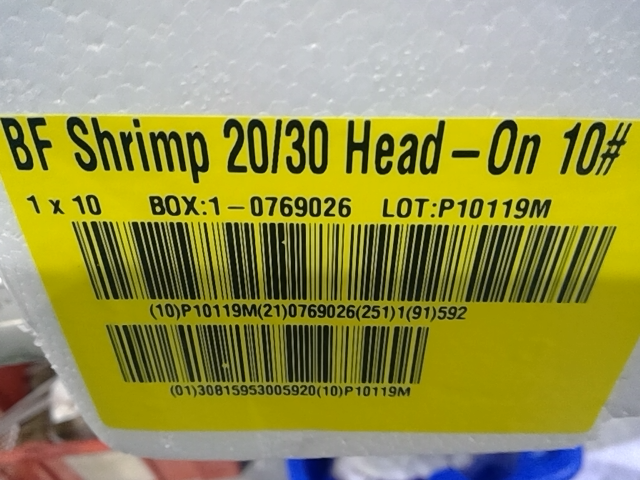 BF Shrimp 20/30 Head-On 10#
1 x 10 BOX:1-0769026 LOT:P10119M
(10)P10119M(21)0769026(251)1(91)592
(01)30815953005920(10)P10119M